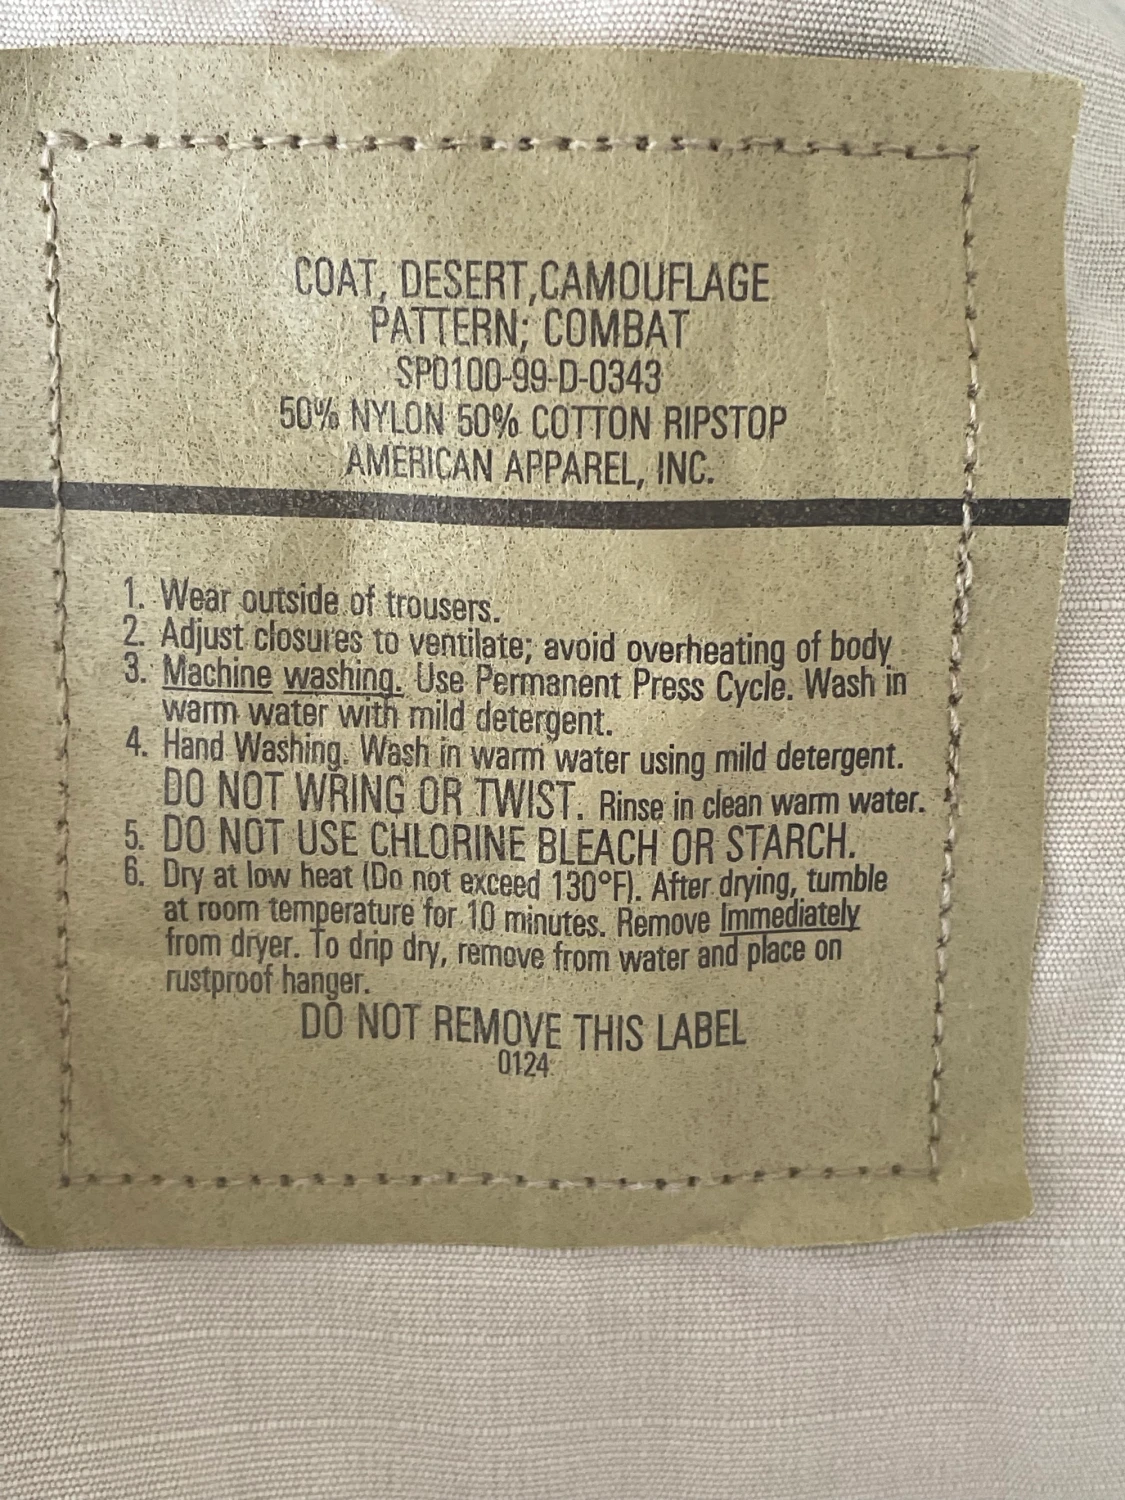 COAT, DESERT,CAMOUFLAGE
PATTERN; COMBAT
SP0100-99-D-0343
50% NYLON 50% COTTON RIPSTOP
AMERICAN APPAREL, INC.
1. Wear outside of trousers.
2. Adjust closures to ventilate; avoid overheating of body
3. Machine washing. Use Permanent Press Cycle. Wash in
warm water with mild detergent.
4. Hand Washing. Wash in warm water using mild detergent.
DO NOT WRING OR TWIST. Rinse in clean warm water.
5. DO NOT USE CHLORINE BLEACH OR STARCH.
6. Dry at low heat (Do not exceed 130°F). After drying, tumble
at room temperature for 10 minutes. Remove Immediately
from dryer. To drip dry, remove from water and place on
rustproof hanger.
DO NOT REMOVE THIS LABEL
0124